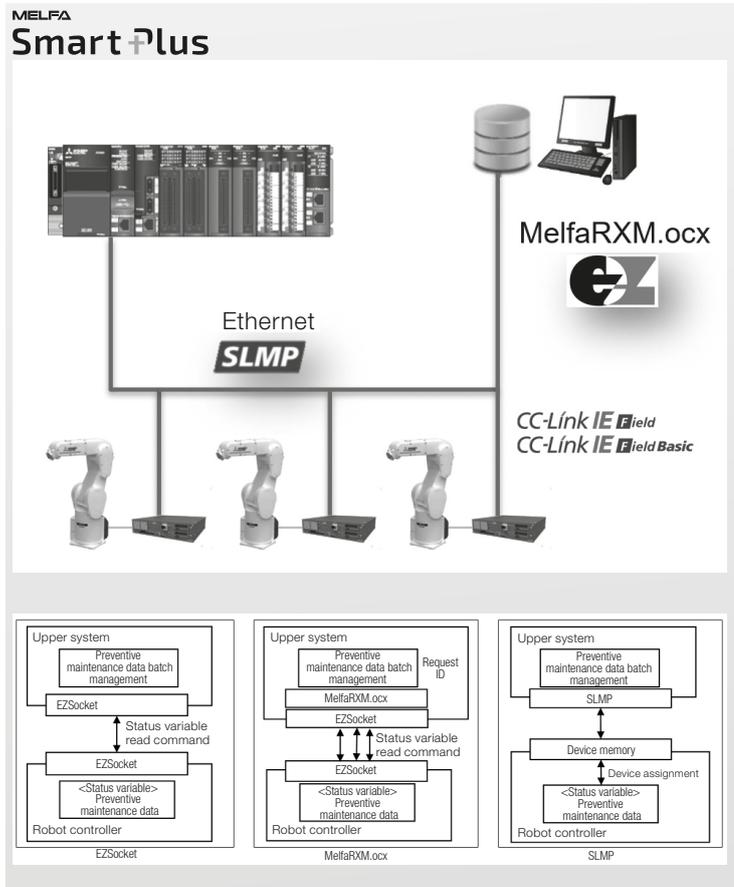 MELFA
Smart Plus
MelfaRXM.ocx
eZ
Ethernet
SLMP
CC-Link IE Field
CC-Link IE Field Basic
Upper system
Preventive
maintenance data batch
management
EZSocket
Status variable
read command
EZSocket
<Status variable>
Preventive
maintenance data
Robot controller
EZSocket
Upper system
Preventive
maintenance data batch
management
Request
ID
MelfaRXM.ocx
EZSocket
Status variable
read command
EZSocket
<Status variable>
Preventive
maintenance data
Robot controller
MelfaRXM.ocx
Upper system
Preventive
maintenance data batch
management
SLMP
Device memory
Device assignment
<Status variable>
Preventive
maintenance data
Robot controller
SLMP